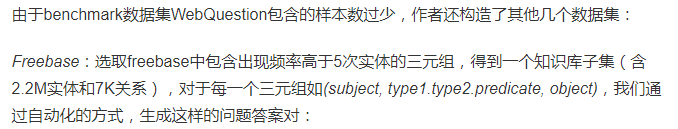 由于benchmark数据集WebQuestion包含的样本数过少，作者还构造了其他几个数据集：
Freebase：选取freebase中包含出现频率高于5次实体的三元组，得到一个知识库子集（含
2.2M实体和7K关系），对于每一个三元组如(subject, type1.type2.predicate, object)，我们通
过自动化的方式，生成这样的问题答案对：